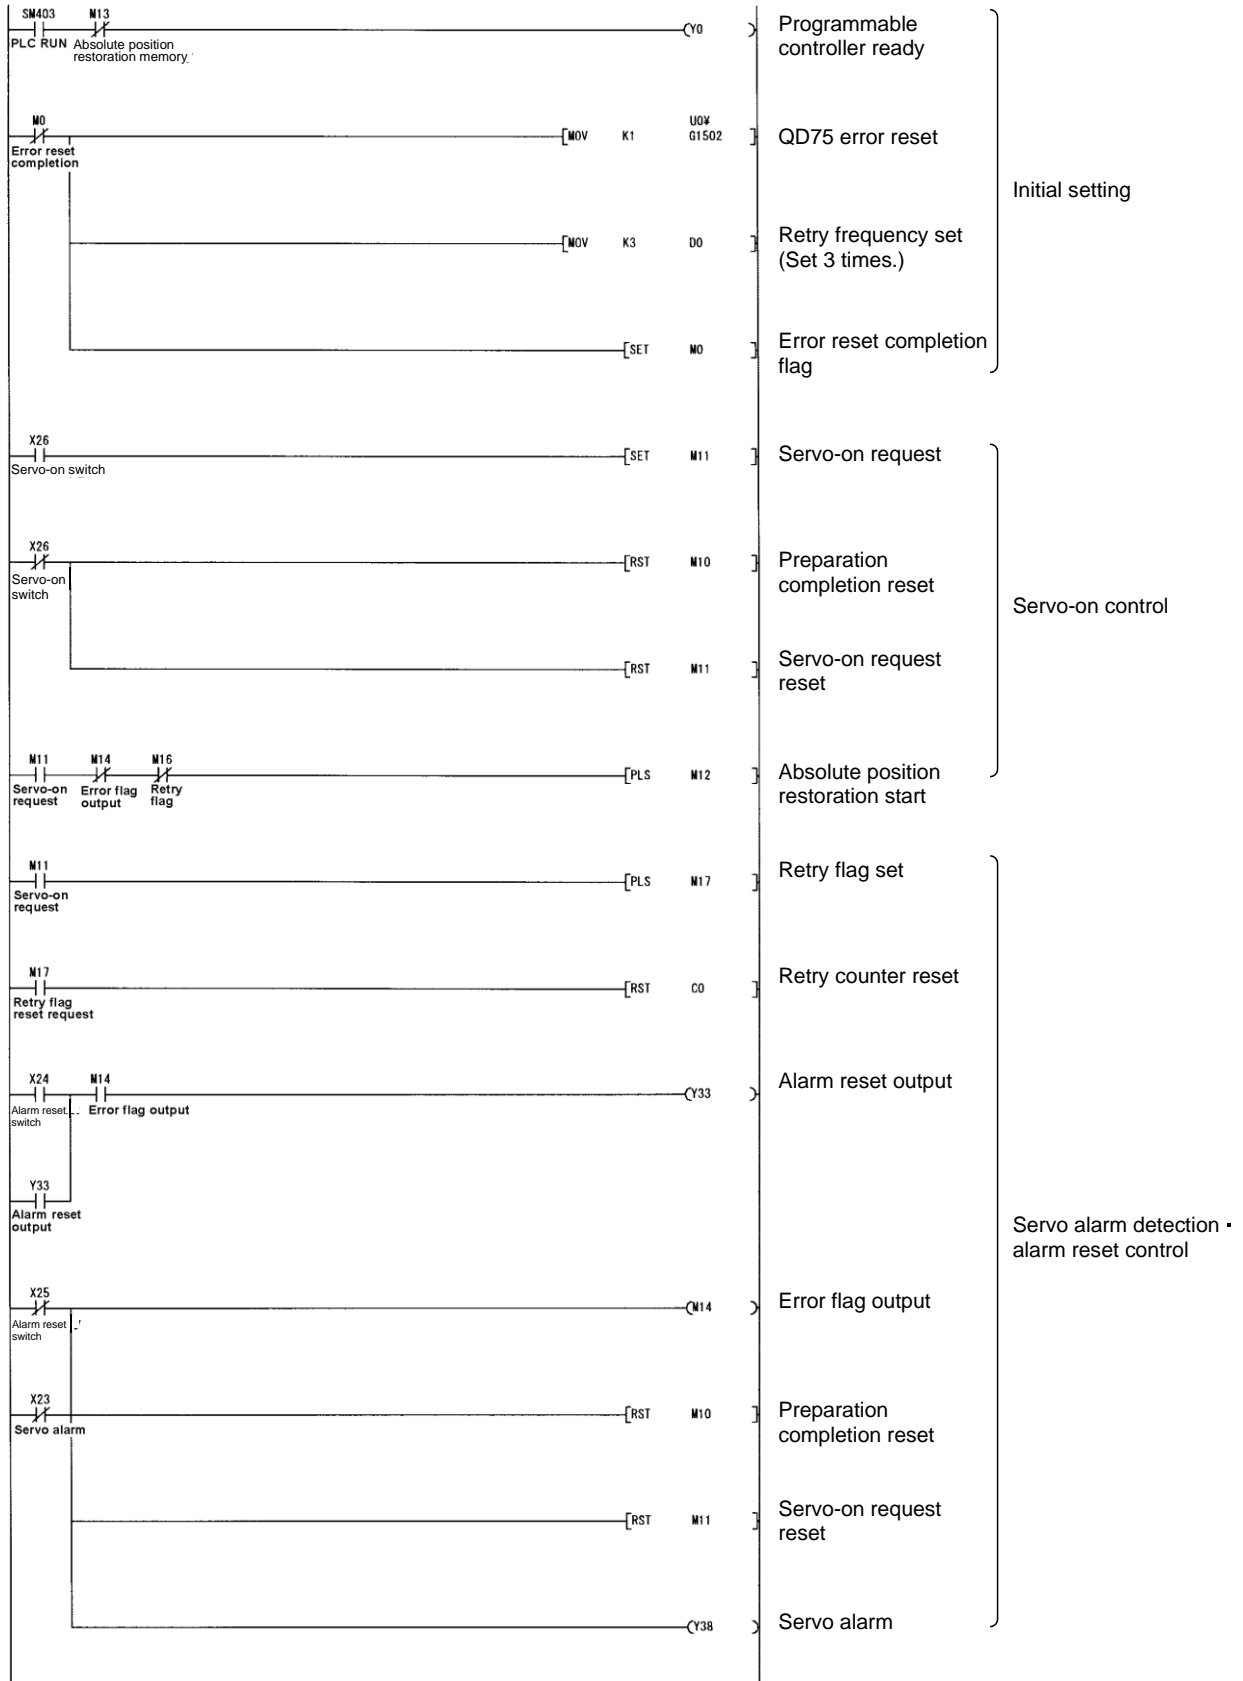 SM403 M13
PLC RUN Absolute position
restoration memory
Y0
Programmable
controller ready
M0
Error reset
completion
U0¥
MOV K1 G1502
QD75 error reset
Initial setting
MOV K3 D0
Retry frequency set
(Set 3 times.)
SET M0
Error reset completion
flag
X26
Servo-on switch
SET M11
Servo-on request
X26
Servo-on
switch
RST M10
Preparation
completion reset
Servo-on control
RST M11
Servo-on request
reset
M11 M14 M16
Servo-on
request
Error flag
output
Retry
flag
PLS M12
Absolute position
restoration start
M11
Servo-on
request
PLS M17
Retry flag set
M17
Retry flag
reset request
RST C0
Retry counter reset
X24 M14
Alarm reset
switch
Error flag output
Y33
Alarm reset output
Y33
Alarm reset
output
Servo alarm detection ·
alarm reset control
X25
Alarm reset
switch
M14
Error flag output
X23
Servo alarm
RST M10
Preparation
completion reset
RST M11
Servo-on request
reset
Y38
Servo alarm